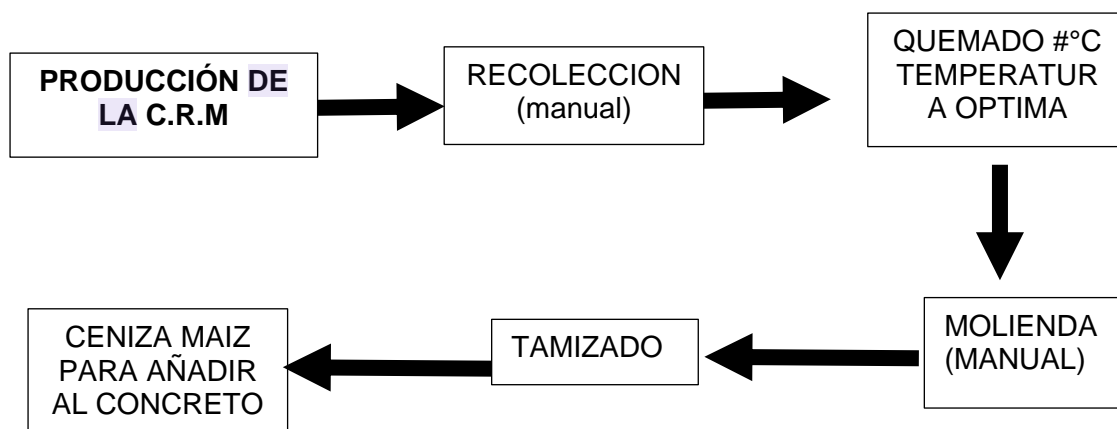 PRODUCCIÓN DE
LA C.R.M
RECOLECCION
(manual)
QUEMADO #°C
TEMPERATUR
A OPTIMA
MOLIENDA
(MANUAL)
TAMIZADO
CENIZA MAIZ
PARA AÑADIR
AL CONCRETO